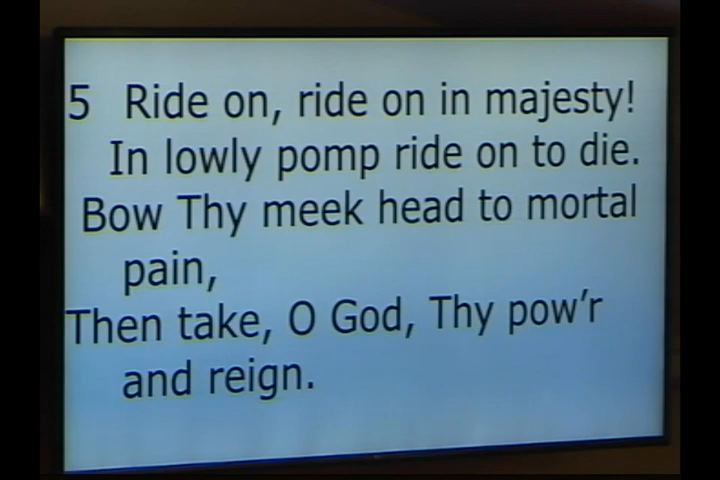 5 Ride on, ride on in majesty!
In lowly pomp ride on to die.
Bow Thy meek head to mortal
pain,
Then take, O God, Thy pow'r
and reign.